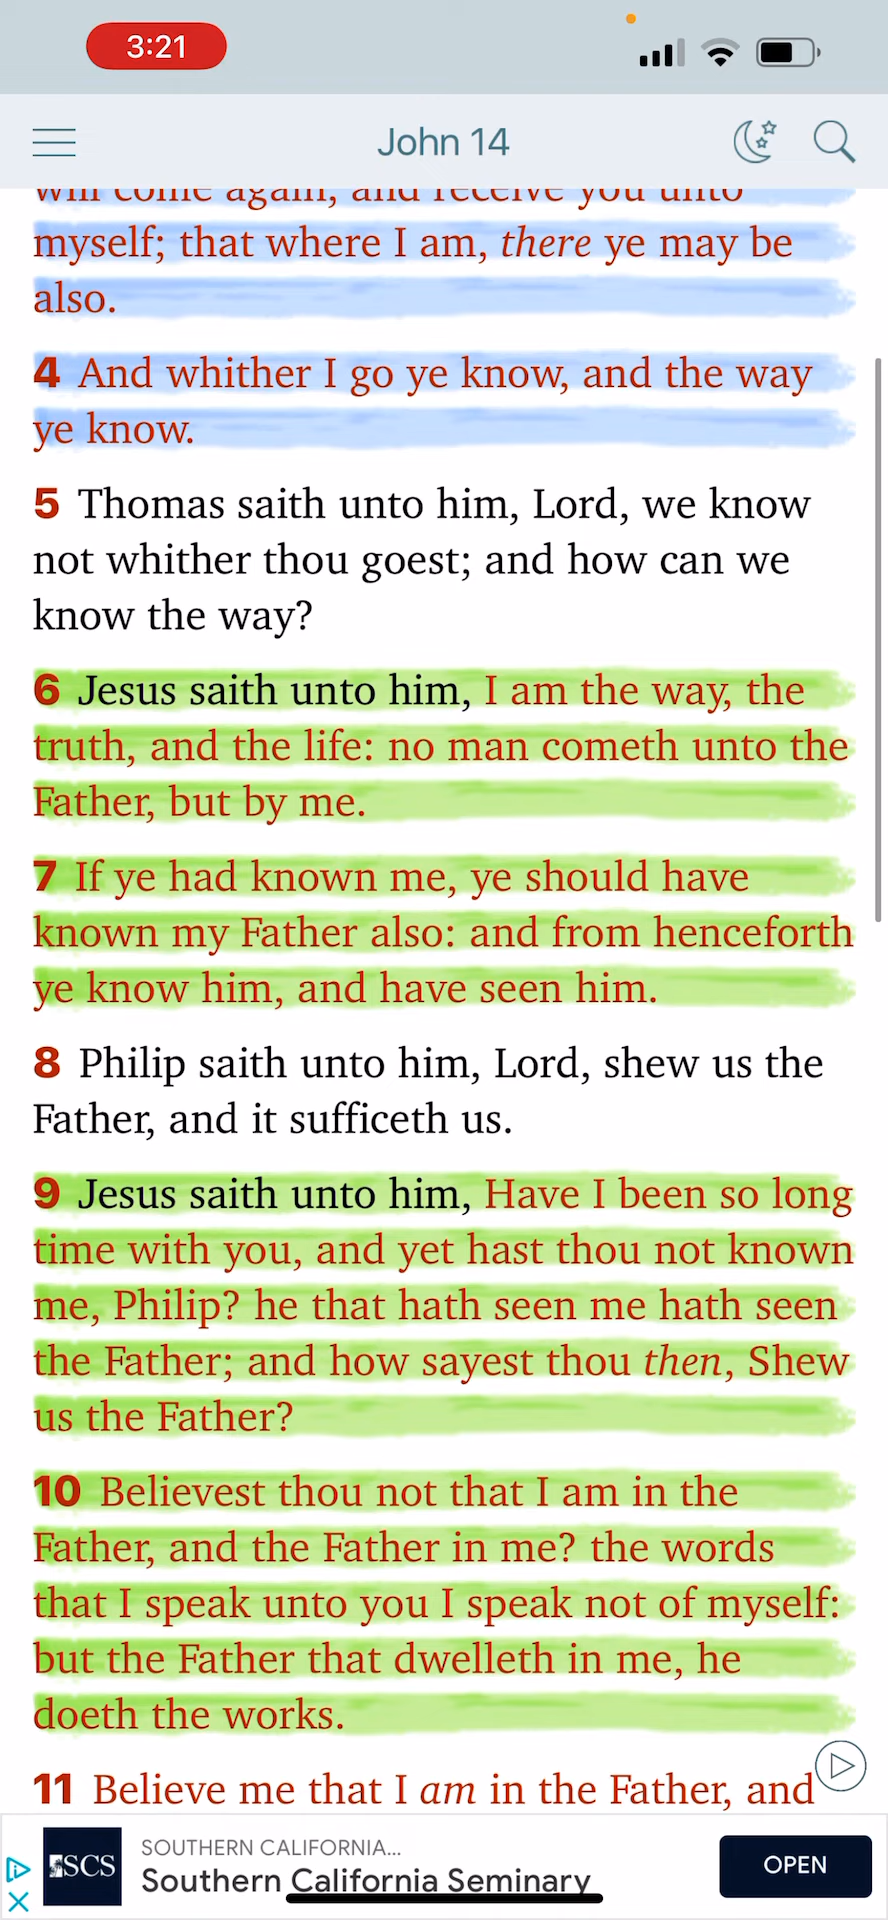 3:21
John 14
will come again, and receive you unto
myself; that where I am, there ye may be
also.
4 And whither I go ye know, and the way
ye know.
5 Thomas saith unto him, Lord, we know
not whither thou goest; and how can we
know the way?
6 Jesus saith unto him, I am the way, the
truth, and the life: no man cometh unto the
Father, but by me.
7 If ye had known me, ye should have
known my Father also: and from henceforth
ye know him, and have seen him.
8 Philip saith unto him, Lord, shew us the
Father, and it sufficeth us.
9 Jesus saith unto him, Have I been so long
time with you, and yet hast thou not known
me, Philip? he that hath seen me hath seen
the Father; and how sayest thou then, Shew
us the Father?
10 Believest thou not that I am in the
Father, and the Father in me? the words
that I speak unto you I speak not of myself:
but the Father that dwelleth in me, he
doeth the works.
11 Believe me that I am in the Father, and
SCS
SOUTHERN CALIFORNIA...
Southern California Seminary
OPEN